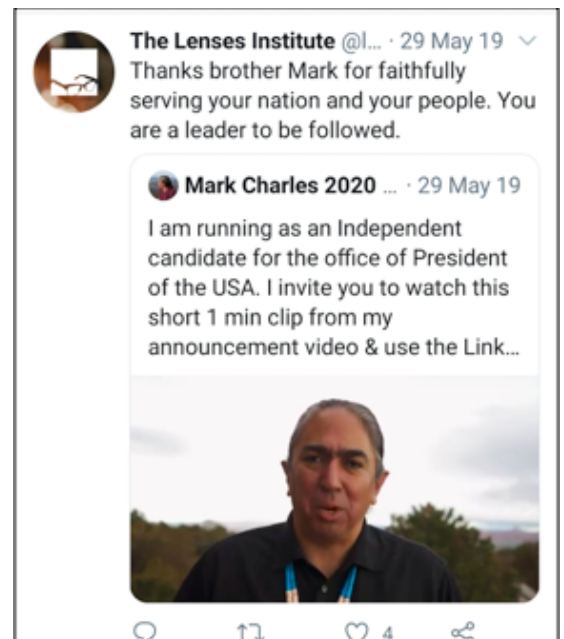 The Lenses Institute @l... · 29 May 19
Thanks brother Mark for faithfully
serving your nation and your people. You
are a leader to be followed.
Mark Charles 2020 ... · 29 May 19
I am running as an Independent
candidate for the office of President
of the USA. I invite you to watch this
short 1 min clip from my
announcement video & use the Link...
4